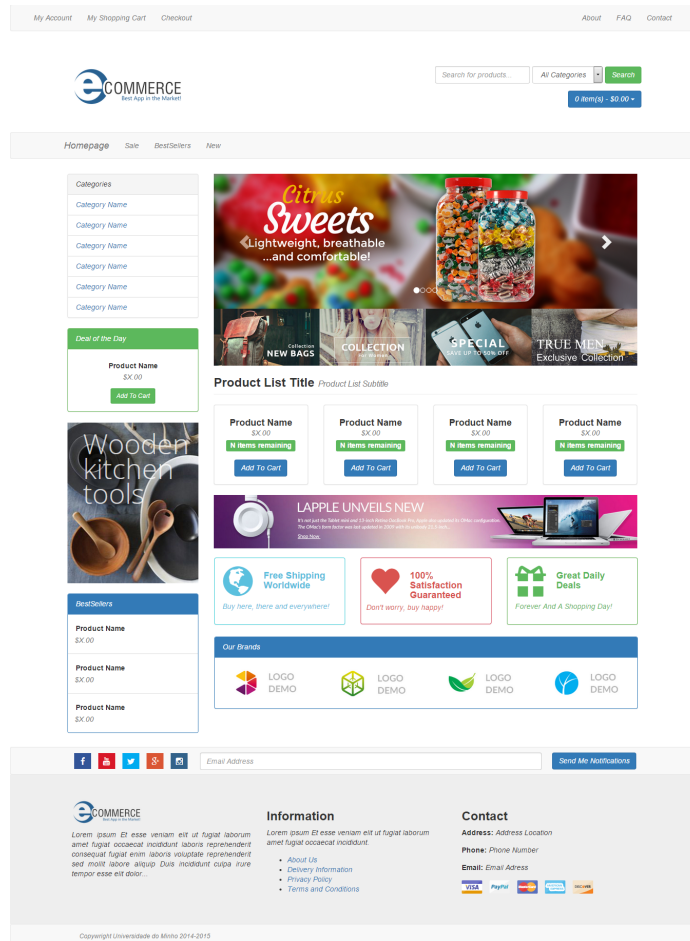 My Account My Shopping Cart Checkout About FAQ Contact
eCOMMERCE
Best App in the Market!
Search for products... All Categories Search
0 item(s) - $0.00
Homepage Sale BestSellers New
Categories
Category Name
Category Name
Category Name
Category Name
Category Name
Category Name
Deal of the Day
Product Name
$X.00
Add To Cart
Wooden
kitchen
tools
BestSellers
Product Name
$X.00
Product Name
$X.00
Product Name
$X.00
Citrus
Sweets
Lightweight, breathable
...and comfortable!
Collection
NEW BAGS
COLLECTION
for Women
SPECIAL
SAVE UP TO 50% OFF
TRUE MEN
Exclusive Collection
Product List Title Product List Subtitle
Product Name Product Name Product Name Product Name
$X.00 $X.00 $X.00 $X.00
N items remaining N items remaining N items remaining N items remaining
Add To Cart Add To Cart Add To Cart Add To Cart
LAPPLE UNVEILS NEW
Shop Now
Free Shipping
Worldwide
Buy here, there and everywhere!
100%
Satisfaction
Guaranteed
Don't worry, buy happy!
Great Daily
Deals
Forever And A Shopping Day!
Our Brands
LOGO LOGO LOGO LOGO
DEMO DEMO DEMO DEMO
Email Address Send Me Notifications
eCOMMERCE
Best App in the Market!
Lorem ipsum Et esse veniam elit ut fugiat laborum
amet fugiat occaecat incididunt laboris reprehenderit
consequat fugiat enim laboris voluptate reprehenderit
sed mollit labore aliquip Duis incididunt culpa irure
tempor esse elit dolor...
Information
Lorem ipsum Et esse veniam elit ut fugiat laborum
amet fugiat occaecat incididunt.
About Us
Delivery Information
Privacy Policy
Terms and Conditions
Contact
Address: Address Location
Phone: Phone Number
Email: Email Adress
VISA PayPal DISCOVER
Copywright Universidade do Minho 2014-2015